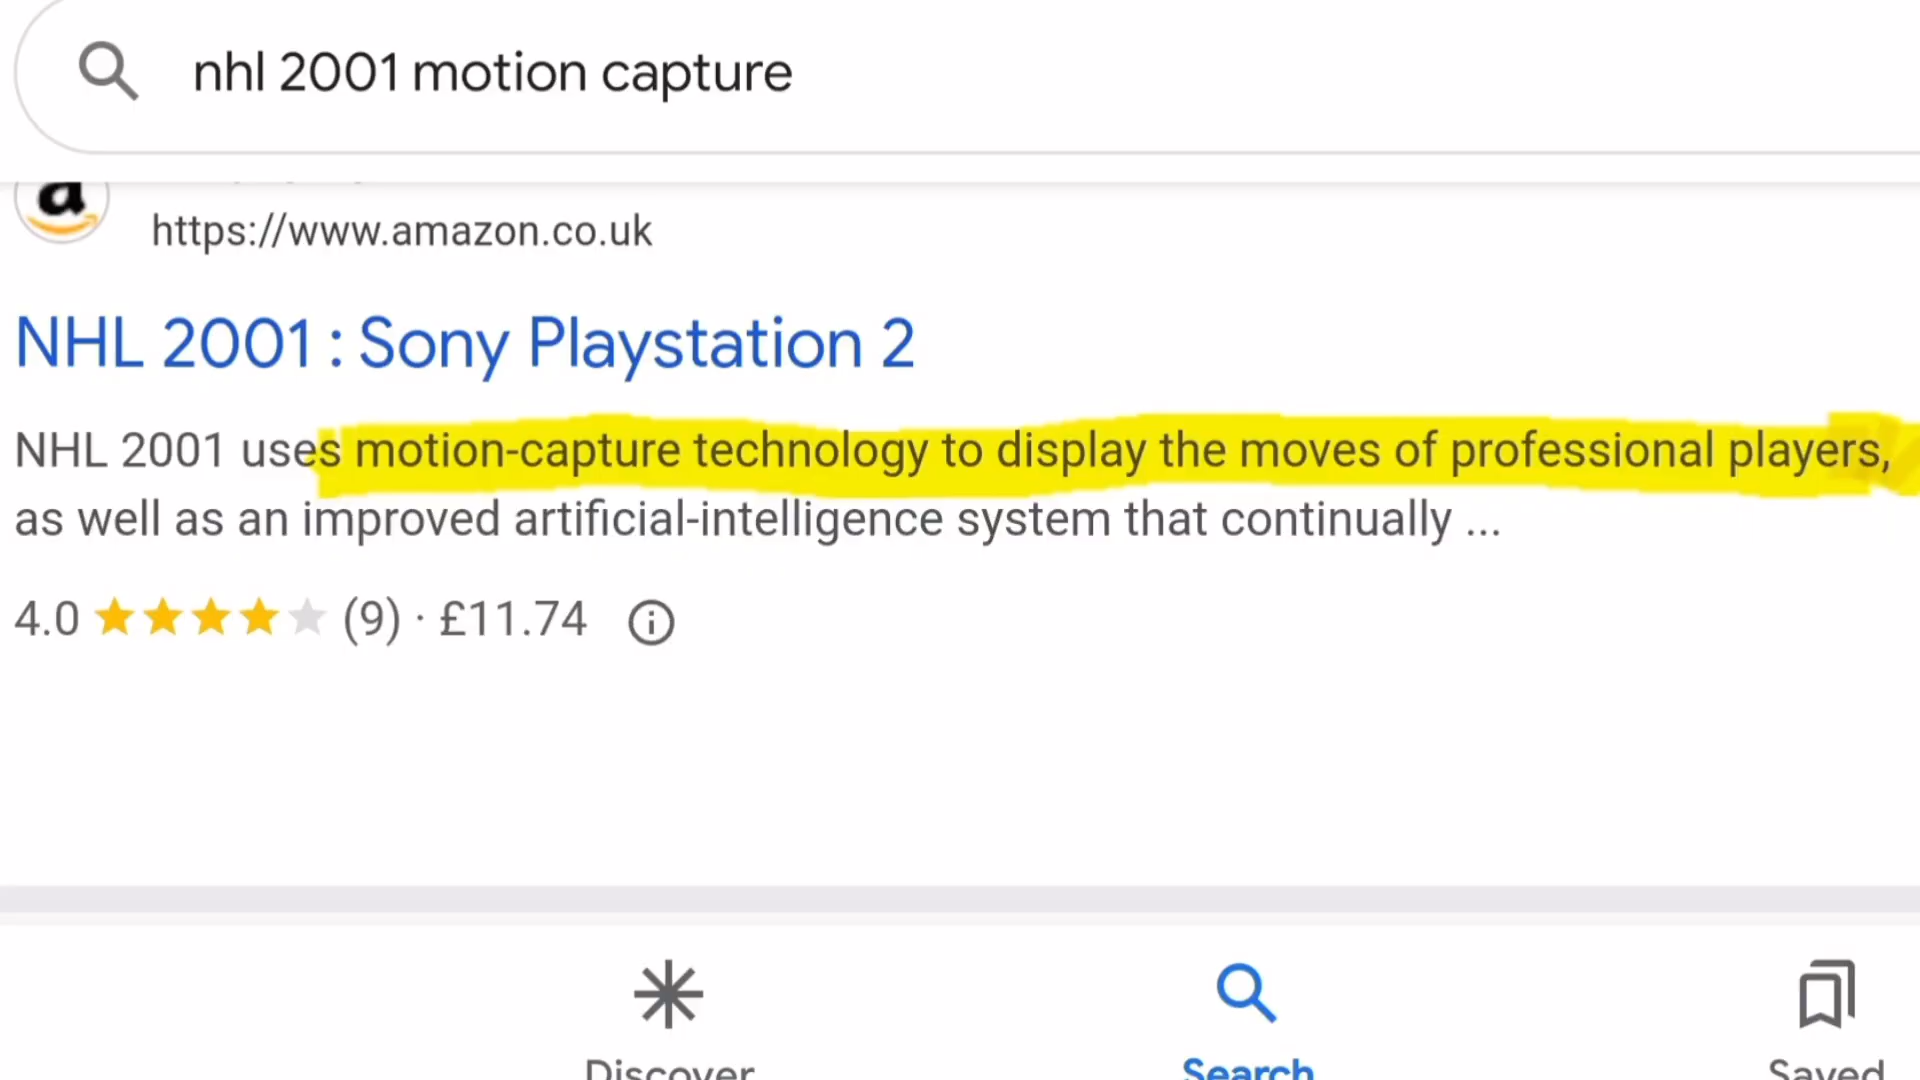 nhl 2001 motion capture
a
https://www.amazon.co.uk
NHL 2001 : Sony Playstation 2
NHL 2001 uses motion-capture technology to display the moves of professional players,
as well as an improved artificial-intelligence system that continually ...
4.0 (9) · £11.74
Discover
Search
Saved